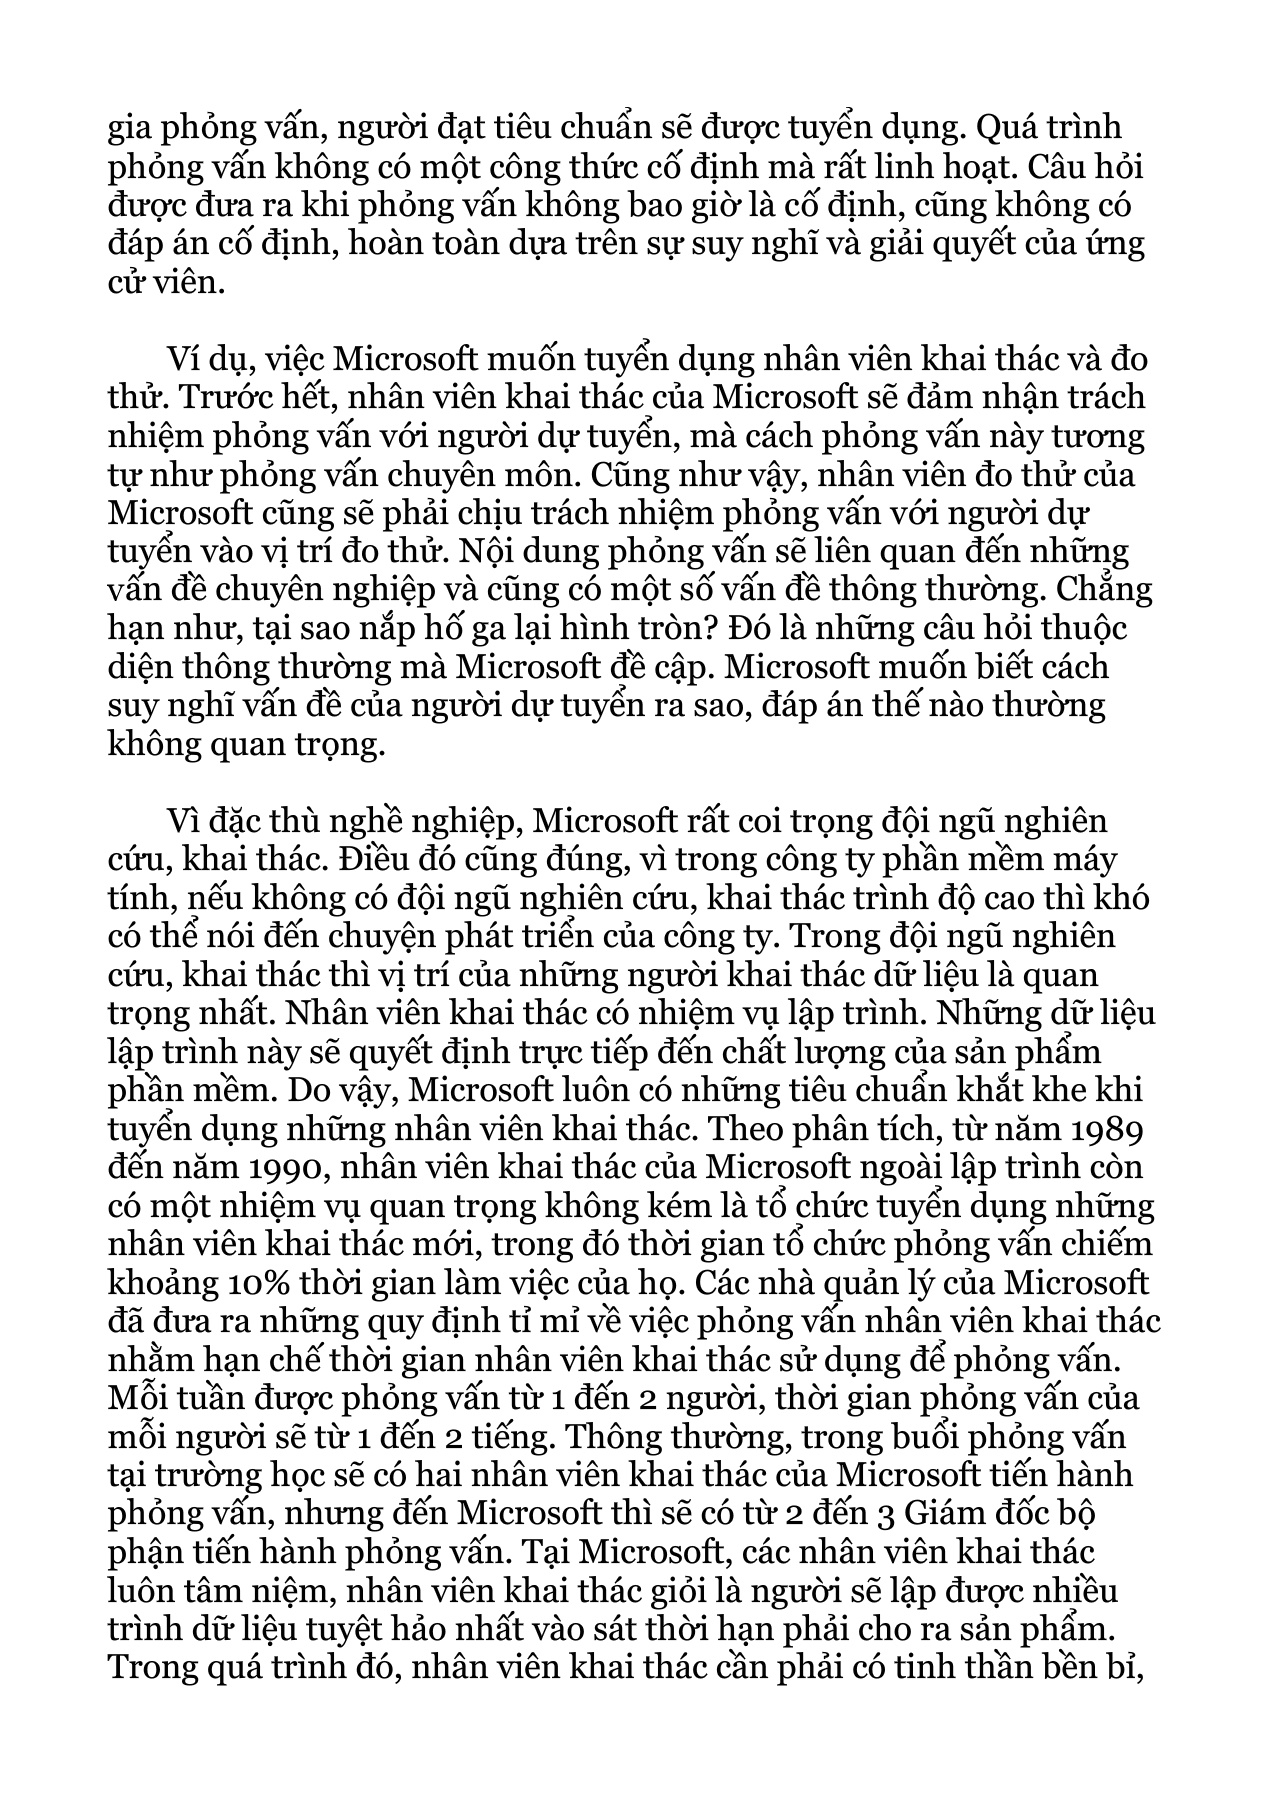 gia phỏng vấn, người đạt tiêu chuẩn sẽ được tuyển dụng. Quá trình
phỏng vấn không có một công thức cố định mà rất linh hoạt. Câu hỏi
được đưa ra khi phỏng vấn không bao giờ là cố định, cũng không có
đáp án cố định, hoàn toàn dựa trên sự suy nghĩ và giải quyết của ứng
cử viên.
Ví dụ, việc Microsoft muốn tuyển dụng nhân viên khai thác và đo
thử. Trước hết, nhân viên khai thác của Microsoft sẽ đảm nhận trách
nhiệm phỏng vấn với người dự tuyển, mà cách phỏng vấn này tương
tự như phỏng vấn chuyên môn. Cũng như vậy, nhân viên đo thử của
Microsoft cũng sẽ phải chịu trách nhiệm phỏng vấn với người dự
tuyển vào vị trí đo thử. Nội dung phỏng vấn sẽ liên quan đến những
vấn đề chuyên nghiệp và cũng có một số vấn đề thông thường. Chẳng
hạn như, tại sao nắp hố ga lại hình tròn? Đó là những câu hỏi thuộc
diện thông thường mà Microsoft đề cập. Microsoft muốn biết cách
suy nghĩ vấn đề của người dự tuyển ra sao, đáp án thế nào thường
không quan trọng.
Vì đặc thù nghề nghiệp, Microsoft rất coi trọng đội ngũ nghiên
cứu, khai thác. Điều đó cũng đúng, vì trong công ty phần mềm máy
tính, nếu không có đội ngũ nghiên cứu, khai thác trình độ cao thì khó
có thể nói đến chuyện phát triển của công ty. Trong đội ngũ nghiên
cứu, khai thác thì vị trí của những người khai thác dữ liệu là quan
trọng nhất. Nhân viên khai thác có nhiệm vụ lập trình. Những dữ liệu
lập trình này sẽ quyết định trực tiếp đến chất lượng của sản phẩm
phần mềm. Do vậy, Microsoft luôn có những tiêu chuẩn khắt khe khi
tuyển dụng những nhân viên khai thác. Theo phân tích, từ năm 1989
đến năm 1990, nhân viên khai thác của Microsoft ngoài lập trình còn
có một nhiệm vụ quan trọng không kém là tổ chức tuyển dụng những
nhân viên khai thác mới, trong đó thời gian tổ chức phỏng vấn chiếm
khoảng 10% thời gian làm việc của họ. Các nhà quản lý của Microsoft
đã đưa ra những quy định tỉ mỉ về việc phỏng vấn nhân viên khai thác
nhằm hạn chế thời gian nhân viên khai thác sử dụng để phỏng vấn.
Mỗi tuần được phỏng vấn từ 1 đến 2 người, thời gian phỏng vấn của
mỗi người sẽ từ 1 đến 2 tiếng. Thông thường, trong buổi phỏng vấn
tại trường học sẽ có hai nhân viên khai thác của Microsoft tiến hành
phỏng vấn, nhưng đến Microsoft thì sẽ có từ 2 đến 3 Giám đốc bộ
phận tiến hành phỏng vấn. Tại Microsoft, các nhân viên khai thác
luôn tâm niệm, nhân viên khai thác giỏi là người sẽ lập được nhiều
trình dữ liệu tuyệt hảo nhất vào sát thời hạn phải cho ra sản phẩm.
Trong quá trình đó, nhân viên khai thác cần phải có tinh thần bền bỉ,